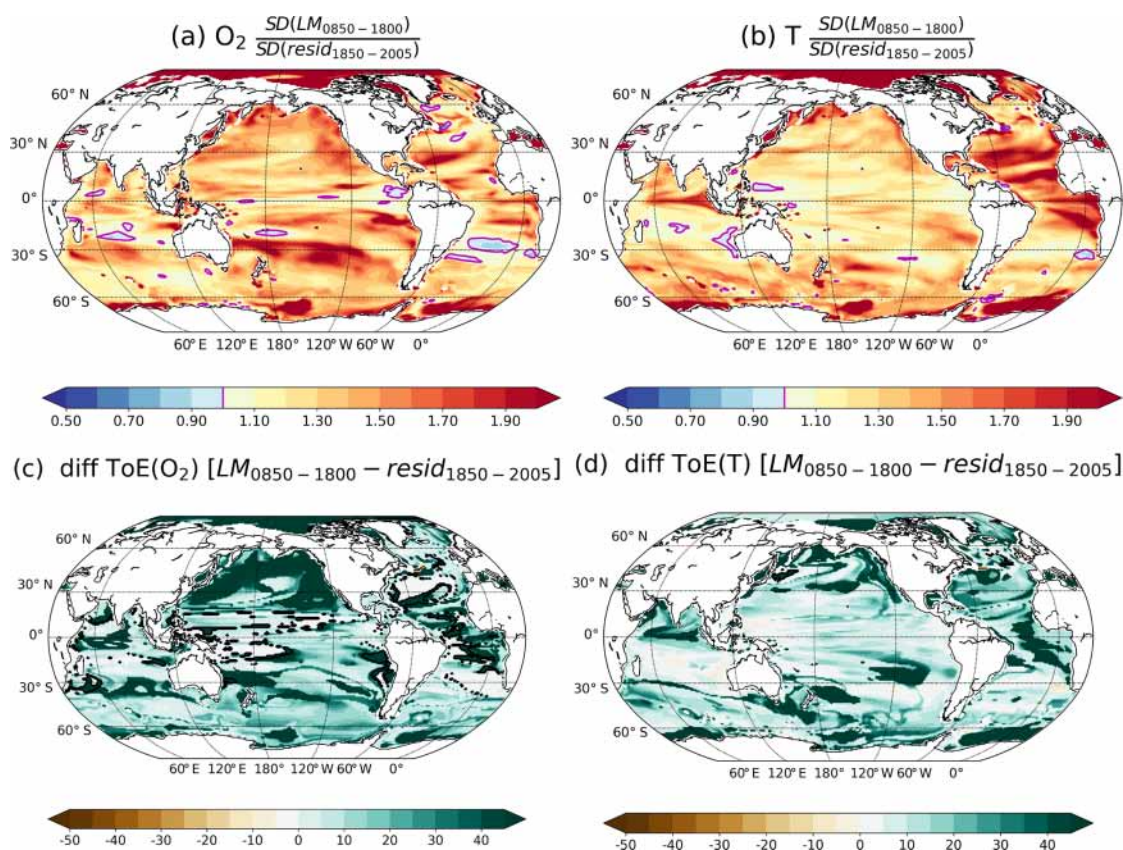 (a) O₂ SD(LM₀₈₅₀₋₁₈₀₀) / SD(resid₁₈₅₀₋₂₀₀₅)
(b) T SD(LM₀₈₅₀₋₁₈₀₀) / SD(resid₁₈₅₀₋₂₀₀₅)
60° N
30° N
0°
30° S
60° S
60°E 120°E 180° 120°W 60°W 0°
60° N
30° N
0°
30° S
60° S
60°E 120°E 180° 120°W 60°W 0°
0.50 0.70 0.90 1.10 1.30 1.50 1.70 1.90
0.50 0.70 0.90 1.10 1.30 1.50 1.70 1.90
(c) diff ToE(O₂) [LM₀₈₅₀₋₁₈₀₀ − resid₁₈₅₀₋₂₀₀₅]
(d) diff ToE(T) [LM₀₈₅₀₋₁₈₀₀ − resid₁₈₅₀₋₂₀₀₅]
60° N
30° N
0°
30° S
60° S
60°E 120°E 180° 120°W 60°W 0°
60° N
30° N
0°
30° S
60° S
60°E 120°E 180° 120°W 60°W 0°
-50 -40 -30 -20 -10 0 10 20 30 40
-50 -40 -30 -20 -10 0 10 20 30 40